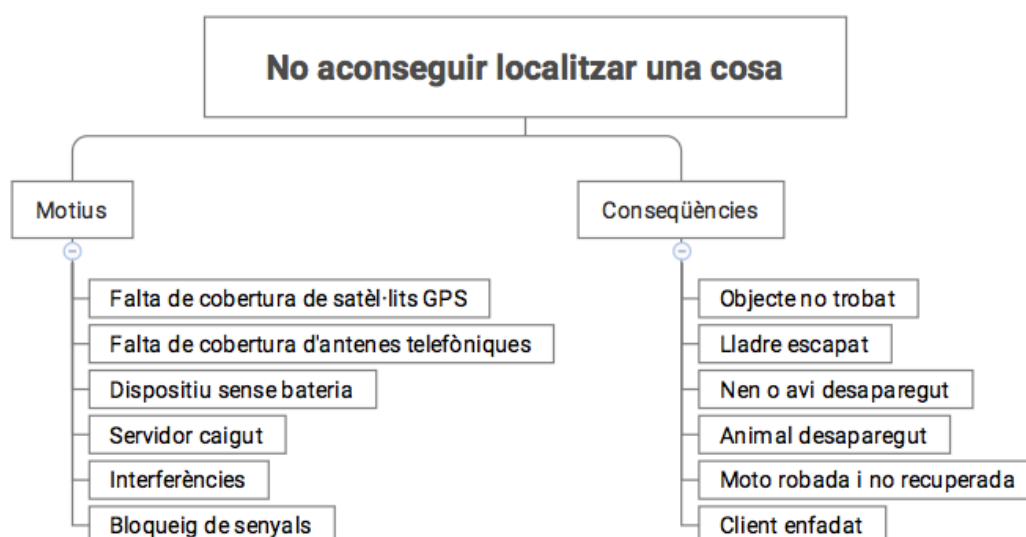 No aconseguir localitzar una cosa
Motius
Falta de cobertura de satèl·lits GPS
Falta de cobertura d'antenes telefòniques
Dispositiu sense bateria
Servidor caigut
Interferències
Bloqueig de senyals
Conseqüències
Objecte no trobat
Lladre escapat
Nen o avi desaparegut
Animal desaparegut
Moto robada i no recuperada
Client enfadat